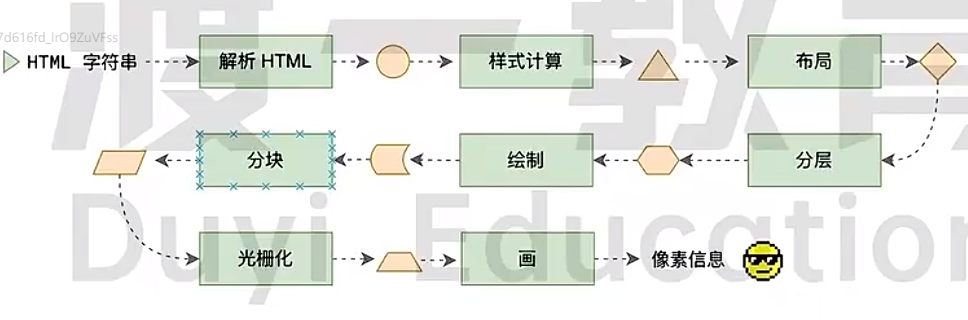 7d616fd_IrO9ZuVFss
渡一教育
HTML 字符串
解析 HTML
样式计算
布局
分块
绘制
分层
Duyi Education
光栅化
画
像素信息